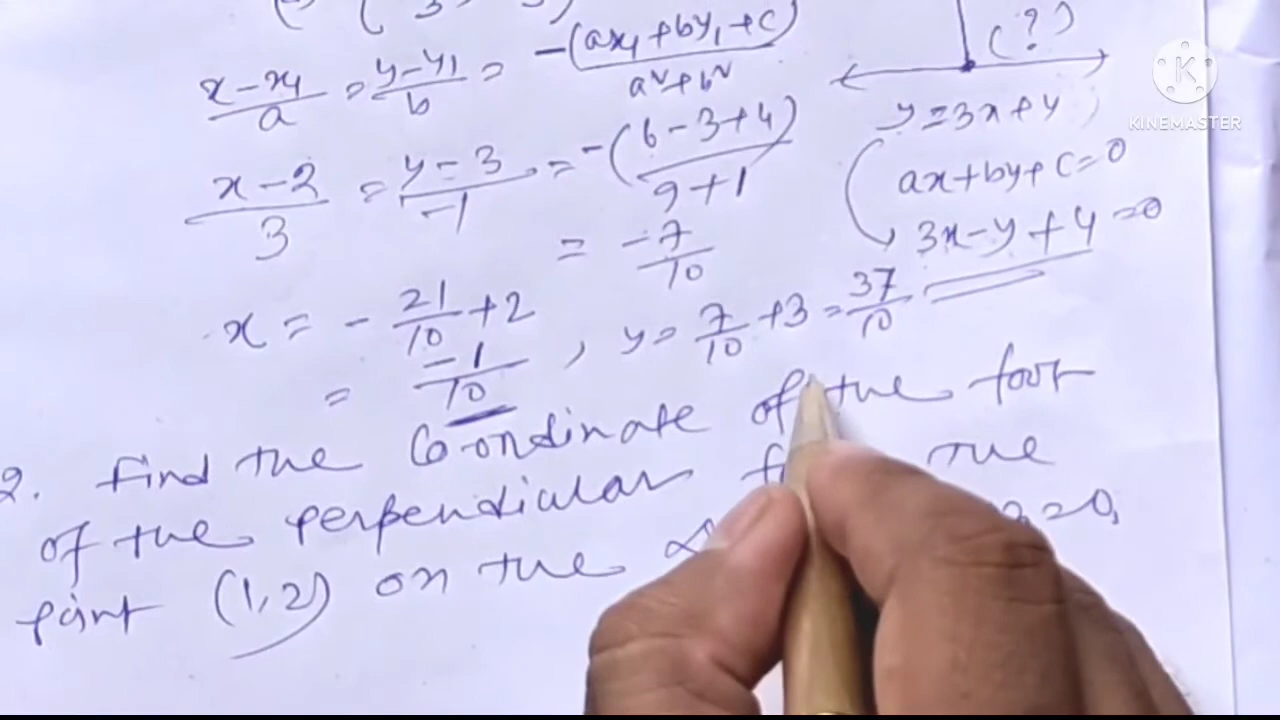 x-x₁/a = y-y₁/b = -(ax₁+by₁+c)/a²+b²
(?)
KINEMASTER
y=3x+4
x-2/3 = y-3/-1 = -(6-3+4)/9+1
ax+by+c=0
= -7/10
3x-y+4=0
x = -21/10+2
= -1/10, y = 7/10+3 = 37/10
2. Find the Co-ordinate of the foot
of the perpendicular the
point (1,2) on the =0,